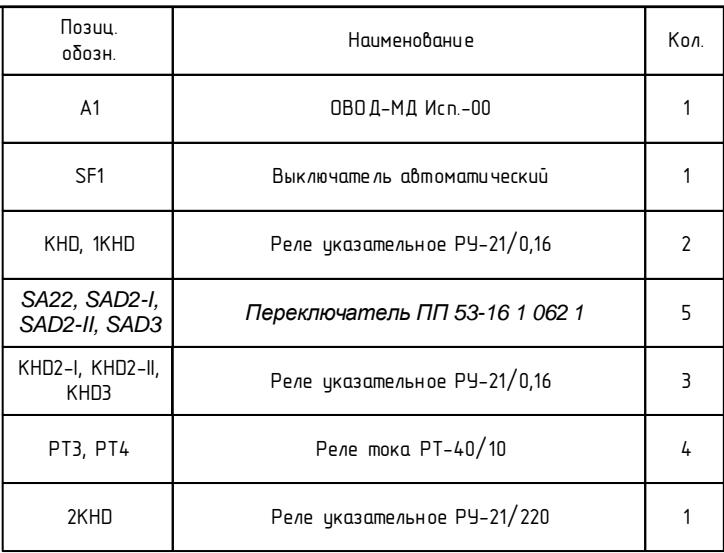 Позиц. обозн.
Наименование
Кол.
А1
ОВОД-МД Исп.-00
1
SF1
Выключатель автоматический
1
KHD, 1KHD
Реле указательное РУ-21/0,16
2
SA22, SAD2-I,
SAD2-II, SAD3
Переключатель ПП 53-16 1 062 1
5
KHD2-I, KHD2-II,
KHD3
Реле указательное РУ-21/0,16
3
РТ3, РТ4
Реле тока РТ-40/10
4
2KHD
Реле указательное РУ-21/220
1